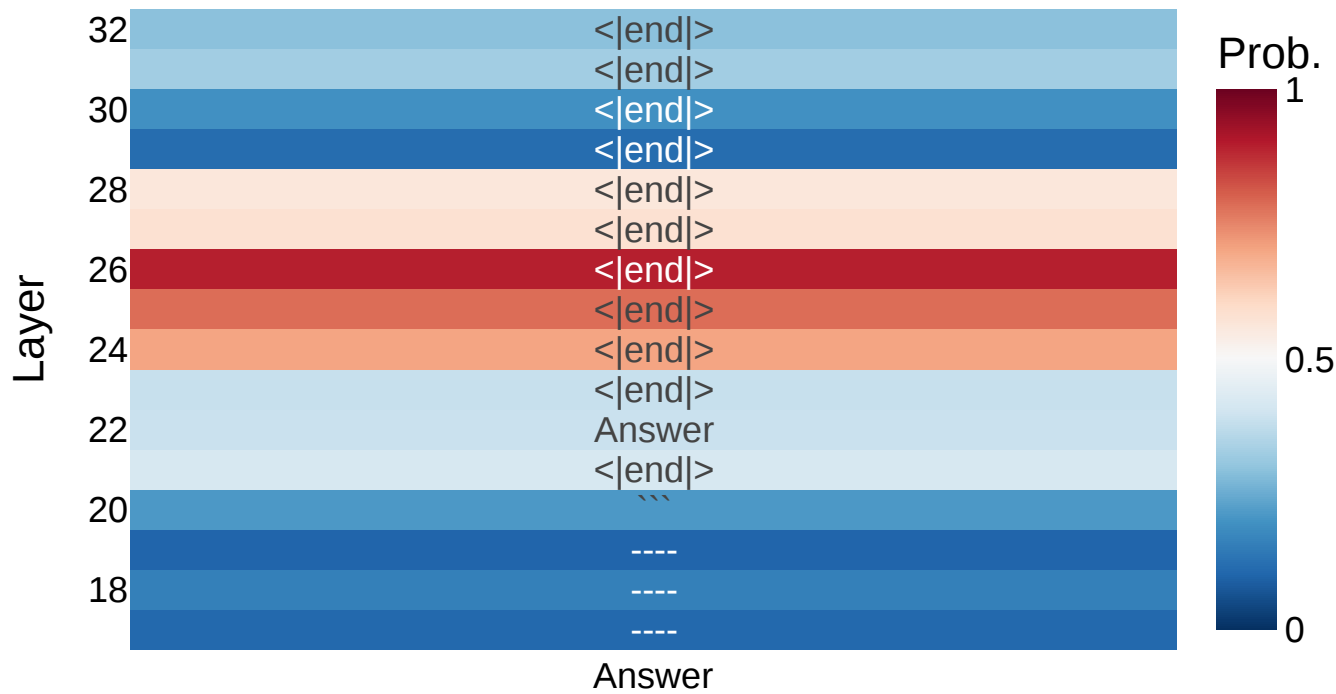 32 <|end|>
<|end|>
Prob.
30 <|end|>
1
<|end|>
28 <|end|>
<|end|>
26 <|end|>
Layer
<|end|>
24 <|end|>
0.5
<|end|>
22 Answer
<|end|>
20 ```
----
18 ----
----
0
Answer